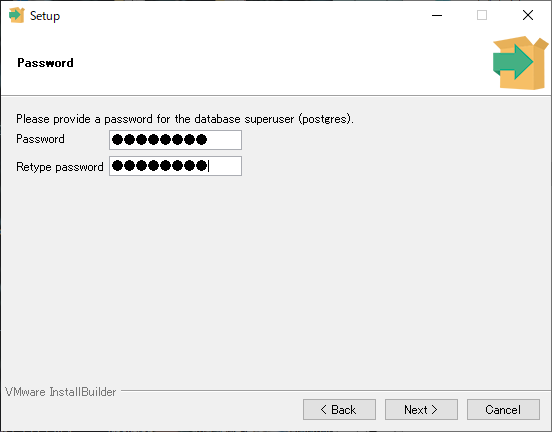 Setup
Password
Please provide a password for the database superuser (postgres).
Password ●●●●●●●●
Retype password ●●●●●●●●
VMware InstallBuilder
< Back Next > Cancel